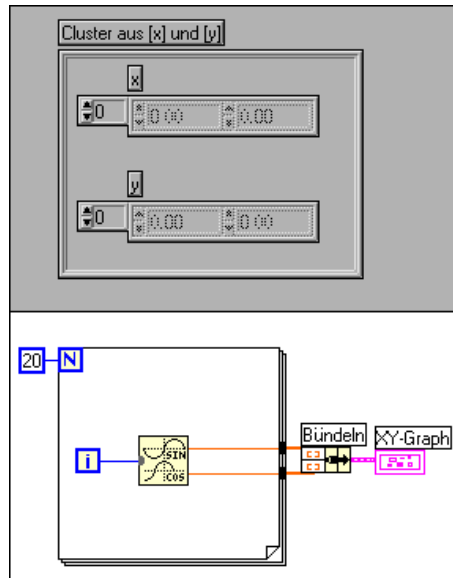 Cluster aus [x] und [y]
x
0 0.00 0.00
y
0 0.00 0.00
20 N
i
SIN
COS
Bündeln
XY-Graph